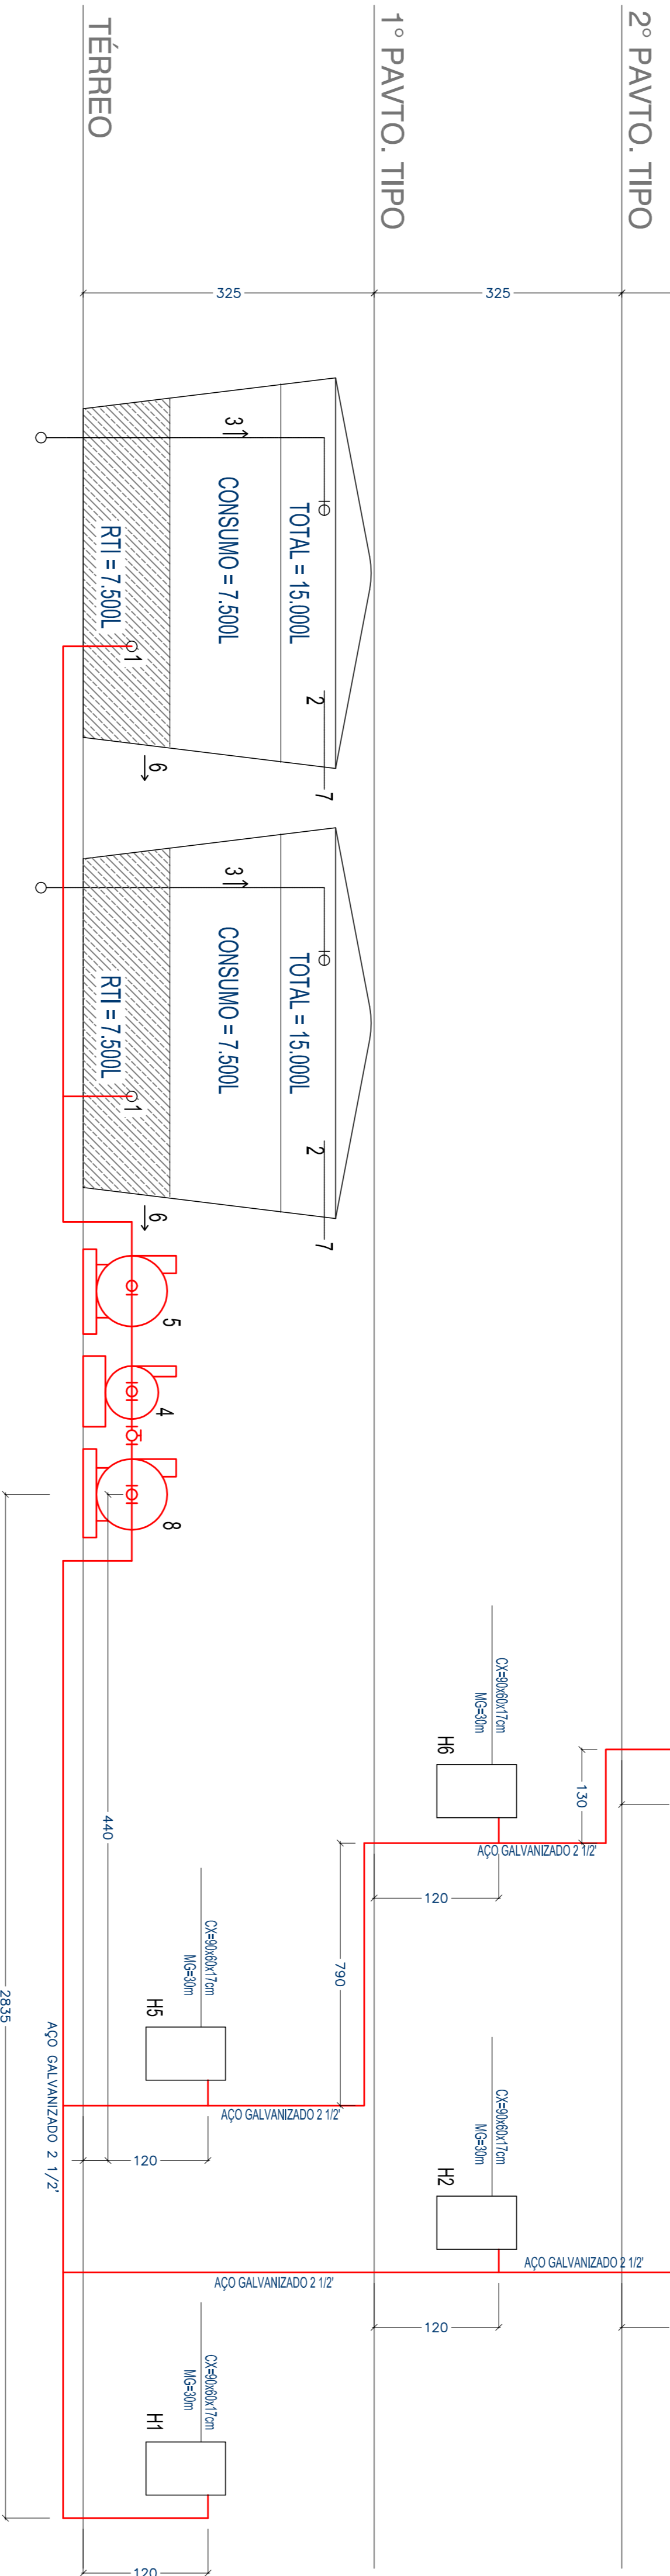 2° PAVTO. TIPO
1° PAVTO. TIPO
TÉRREO
325
325
3
TOTAL = 15.000L
CONSUMO = 7.500L
RTI = 7.500L
1
2
6
7
3
TOTAL = 15.000L
CONSUMO = 7.500L
RTI = 7.500L
1
2
6
7
5
4
8
CX=90x60x17cm
MG=30m
H6
130
AÇO GALVANIZADO 2 1/2'
120
790
440
2835
CX=90x60x17cm
MG=30m
H5
AÇO GALVANIZADO 2 1/2'
120
AÇO GALVANIZADO 2 1/2'
CX=90x60x17cm
MG=30m
H2
AÇO GALVANIZADO 2 1/2'
AÇO GALVANIZADO 2 1/2'
120
CX=90x60x17cm
MG=30m
H1
120